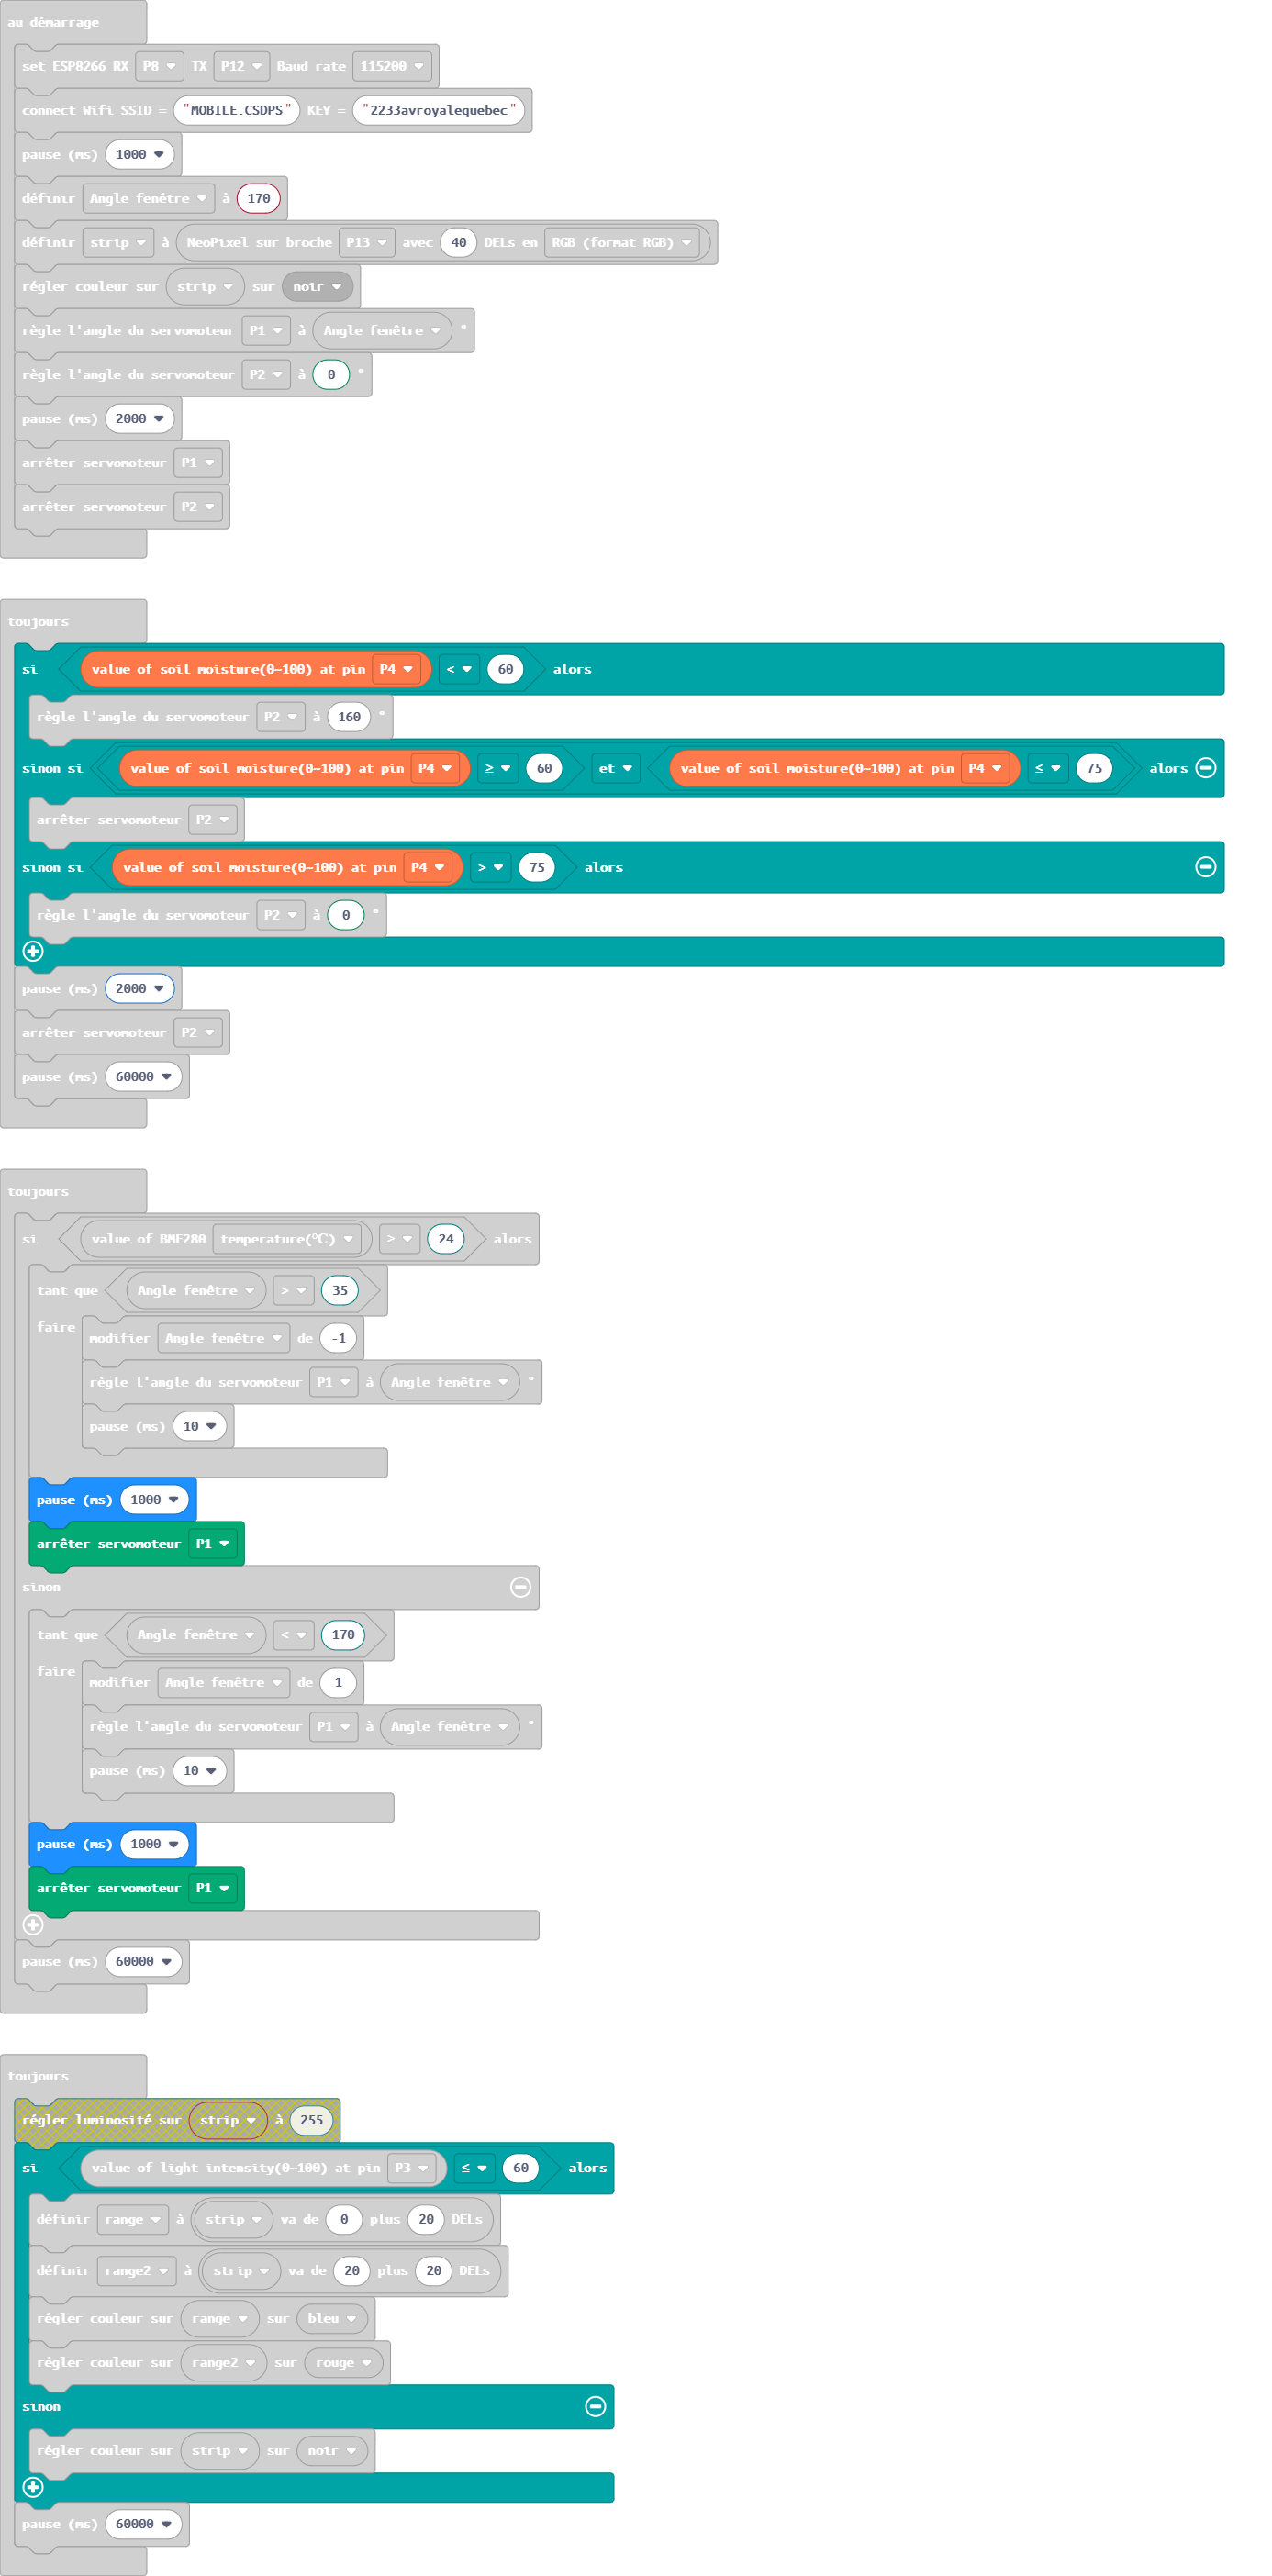 au démarrage
set ESP8266 RX P8 TX P12 Baud rate 115200
connect Wifi SSID = "MOBILE.CSDPS" KEY = "2233avroyalequebec"
pause (ms) 1000
définir Angle fenêtre à 170
définir strip à NeoPixel sur broche P13 avec 40 DELs en RGB (format RGB)
régler couleur sur strip sur noir
règle l'angle du servomoteur P1 à Angle fenêtre °
règle l'angle du servomoteur P2 à 0 °
pause (ms) 2000
arrêter servomoteur P1
arrêter servomoteur P2
toujours
si value of soil moisture(0~100) at pin P4 < 60 alors
règle l'angle du servomoteur P2 à 160 °
sinon si value of soil moisture(0~100) at pin P4 ≥ 60 et value of soil moisture(0~100) at pin P4 ≤ 75 alors
arrêter servomoteur P2
sinon si value of soil moisture(0~100) at pin P4 > 75 alors
règle l'angle du servomoteur P2 à 0 °
pause (ms) 2000
arrêter servomoteur P2
pause (ms) 60000
toujours
si value of BME280 temperature(℃) ≥ 24 alors
tant que Angle fenêtre > 35
faire
modifier Angle fenêtre de -1
règle l'angle du servomoteur P1 à Angle fenêtre °
pause (ms) 10
pause (ms) 1000
arrêter servomoteur P1
sinon
tant que Angle fenêtre < 170
faire
modifier Angle fenêtre de 1
règle l'angle du servomoteur P1 à Angle fenêtre °
pause (ms) 10
pause (ms) 1000
arrêter servomoteur P1
pause (ms) 60000
toujours
régler luminosité sur strip à 255
si value of light intensity(0~100) at pin P3 ≤ 60 alors
définir range à strip va de 0 plus 20 DELs
définir range2 à strip va de 20 plus 20 DELs
régler couleur sur range sur bleu
régler couleur sur range2 sur rouge
sinon
régler couleur sur strip sur noir
pause (ms) 60000